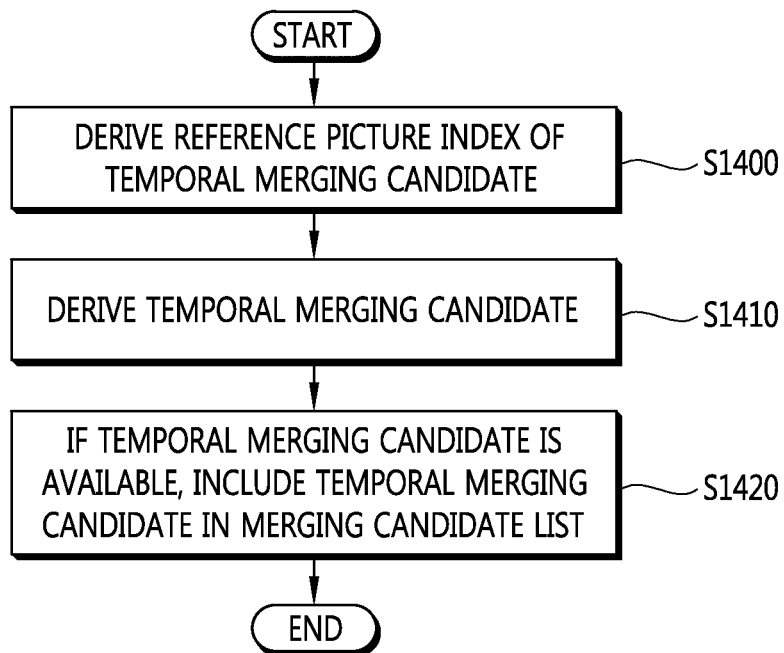 START
DERIVE REFERENCE PICTURE INDEX OF
TEMPORAL MERGING CANDIDATE
S1400
DERIVE TEMPORAL MERGING CANDIDATE
S1410
IF TEMPORAL MERGING CANDIDATE IS
AVAILABLE, INCLUDE TEMPORAL MERGING
CANDIDATE IN MERGING CANDIDATE LIST
S1420
END